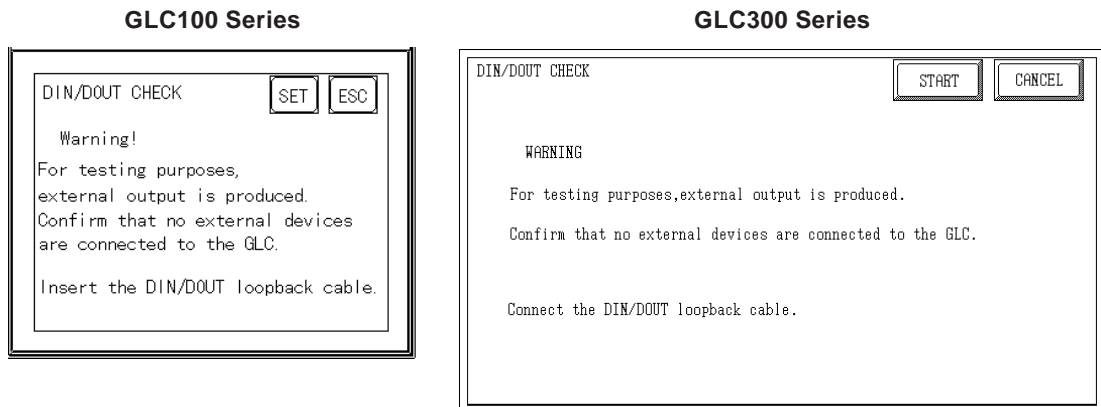 GLC100 Series
DIN/DOUT CHECK
SET
ESC
Warning!
For testing purposes,
external output is produced.
Confirm that no external devices
are connected to the GLC.
Insert the DIN/DOUT loopback cable.
GLC300 Series
DIN/DOUT CHECK
START
CANCEL
WARNING
For testing purposes,external output is produced.
Confirm that no external devices are connected to the GLC.
Connect the DIN/DOUT loopback cable.